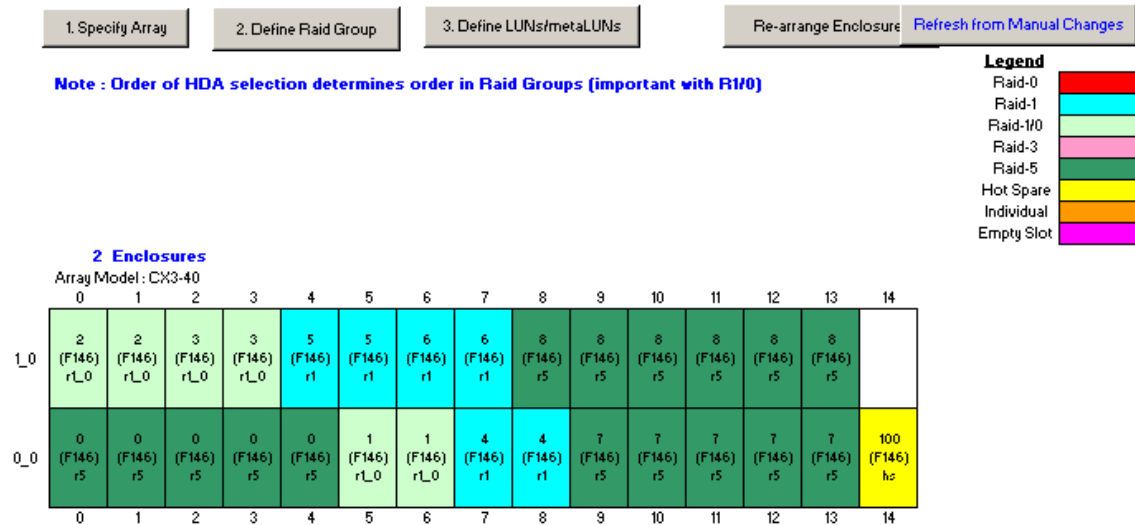 1. Specify Array
2. Define Raid Group
3. Define LUNs/metaLUNs
Re-arrange Enclosure
Refresh from Manual Changes
Note : Order of HDA selection determines order in Raid Groups (important with R1/0)
Legend
Raid-0
Raid-1
Raid-1/0
Raid-3
Raid-5
Hot Spare
Individual
Empty Slot
2 Enclosures
Array Model : CX3-40
0 1 2 3 4 5 6 7 8 9 10 11 12 13 14
2 2 3 3 5 5 6 6 8 8 8 8 8 8
1_0 (F146) (F146) (F146) (F146) (F146) (F146) (F146) (F146) (F146) (F146) (F146) (F146) (F146) (F146)
r1_0 r1_0 r1_0 r1_0 r1 r1 r1 r1 r5 r5 r5 r5 r5 r5
0 0 0 0 0 1 1 4 4 7 7 7 7 7 100
0_0 (F146) (F146) (F146) (F146) (F146) (F146) (F146) (F146) (F146) (F146) (F146) (F146) (F146) (F146) (F146)
r5 r5 r5 r5 r5 r1_0 r1_0 r1 r1 r5 r5 r5 r5 r5 hs
0 1 2 3 4 5 6 7 8 9 10 11 12 13 14